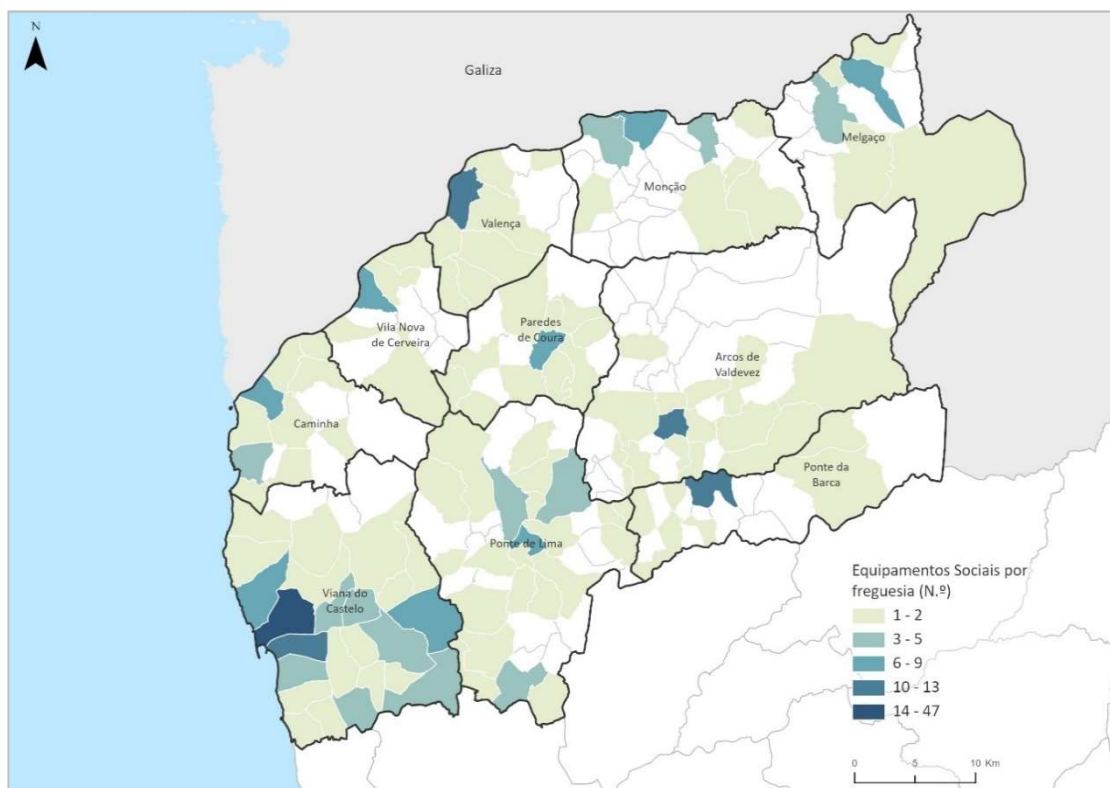 N
Galiza
Melgaço
Monção
Valença
Vila Nova
de Cerveira
Paredes
de Coura
Arcos de
Valdevez
Caminha
Ponte da
Barca
Ponte de Lima
Viana do
Castelo
Equipamentos Sociais por
freguesia (N.º)
1 - 2
3 - 5
6 - 9
10 - 13
14 - 47
0 5 10 Km